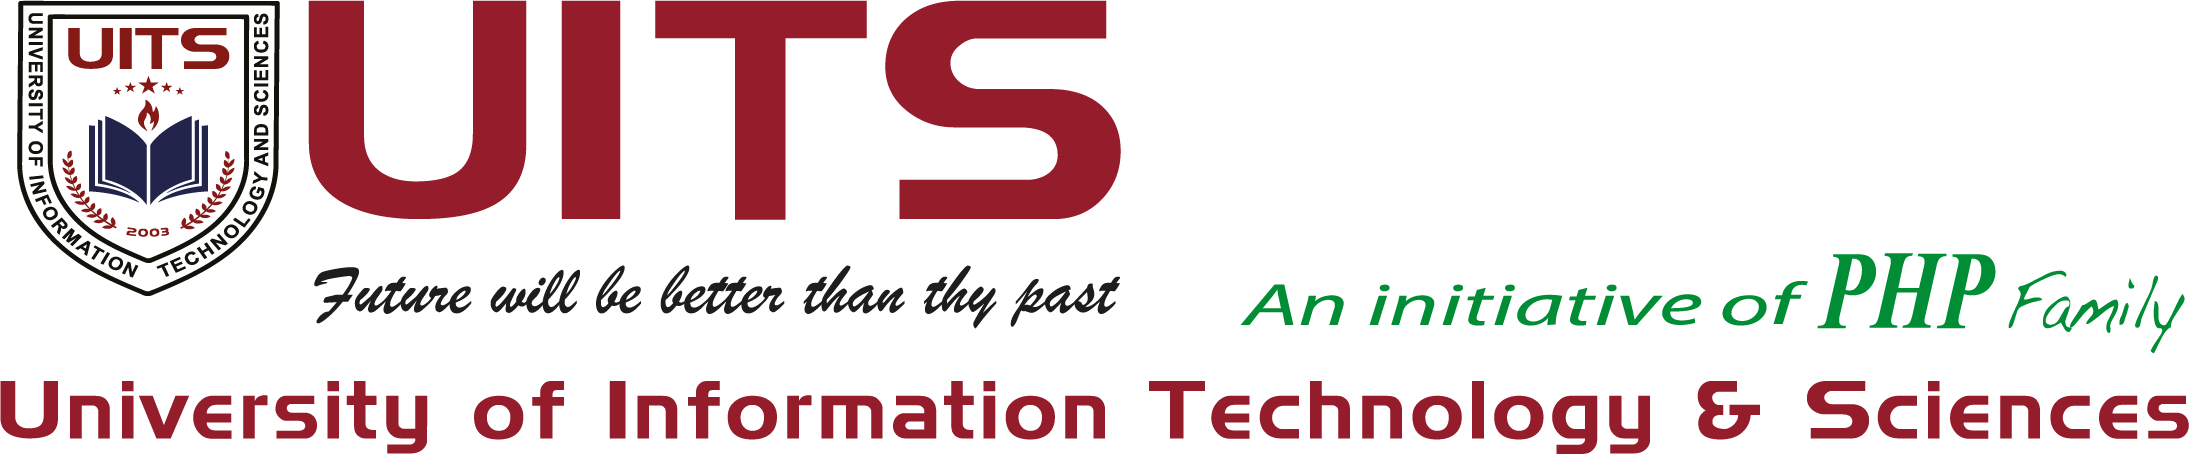 UITS
UNIVERSITY OF INFORMATION TECHNOLOGY AND SCIENCES
2003
UITS
Future will be better than thy past
An initiative of PHP Family
University of Information Technology & Sciences